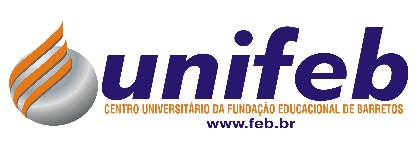 unifeb
CENTRO UNIVERSITÁRIO DA FUNDAÇÃO EDUCACIONAL DE BARRETOS
www.feb.br